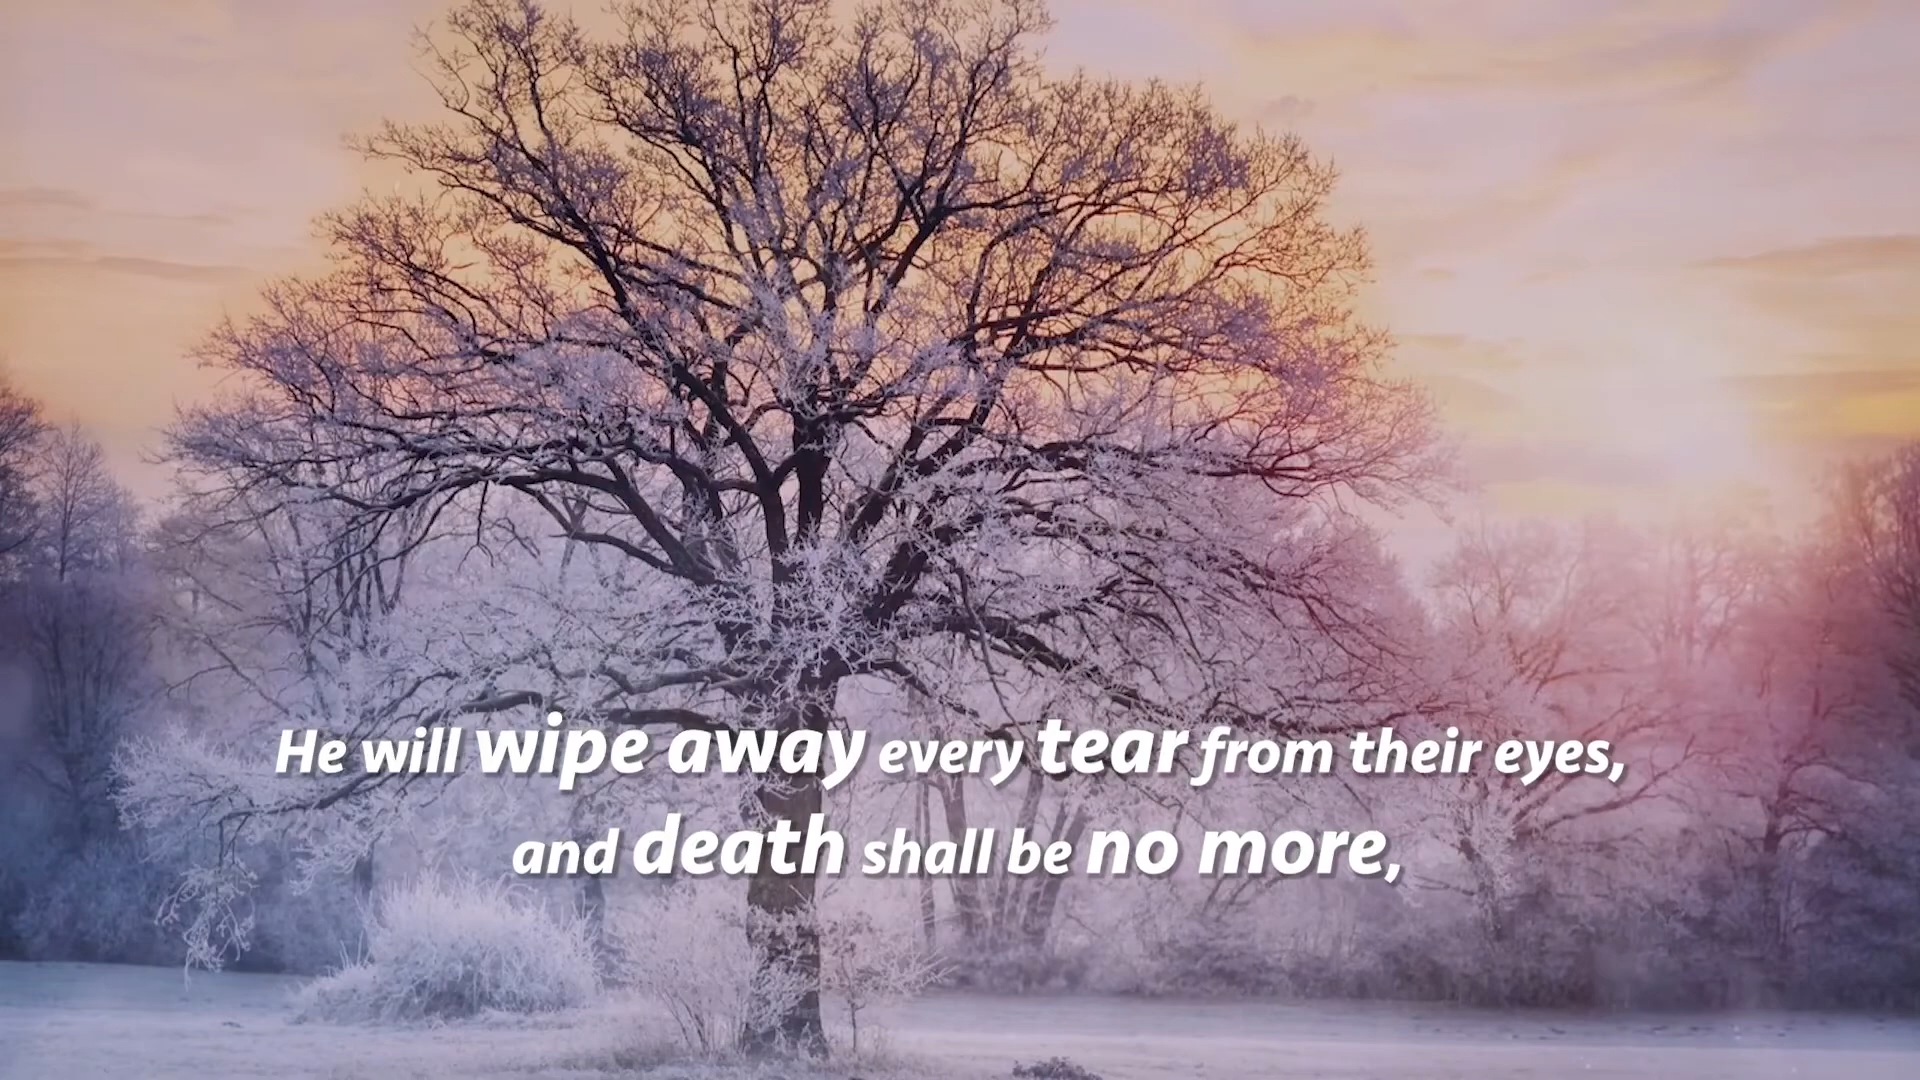 He will wipe away every tear from their eyes,
and death shall be no more,